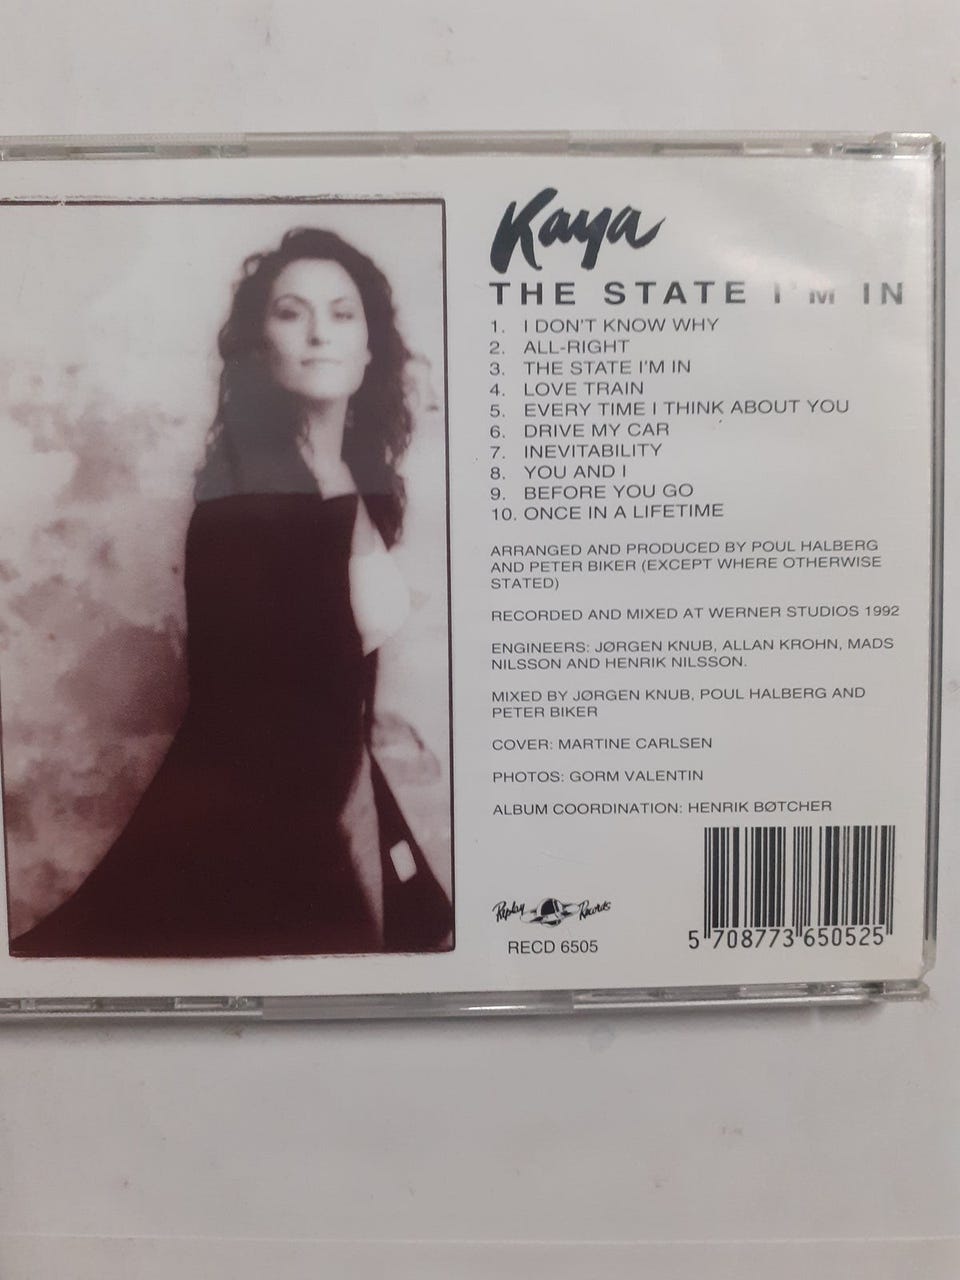 Kaya
THE STATE I'M IN
1. I DON'T KNOW WHY
2. ALL-RIGHT
3. THE STATE I'M IN
4. LOVE TRAIN
5. EVERY TIME I THINK ABOUT YOU
6. DRIVE MY CAR
7. INEVITABILITY
8. YOU AND I
9. BEFORE YOU GO
10. ONCE IN A LIFETIME
ARRANGED AND PRODUCED BY POUL HALBERG
AND PETER BIKER (EXCEPT WHERE OTHERWISE
STATED)
RECORDED AND MIXED AT WERNER STUDIOS 1992
ENGINEERS: JØRGEN KNUB, ALLAN KROHN, MADS
NILSSON AND HENRIK NILSSON.
MIXED BY JØRGEN KNUB, POUL HALBERG AND
PETER BIKER
COVER: MARTINE CARLSEN
PHOTOS: GORM VALENTIN
ALBUM COORDINATION: HENRIK BØTCHER
Replay Records
RECD 6505
5 708773 650525